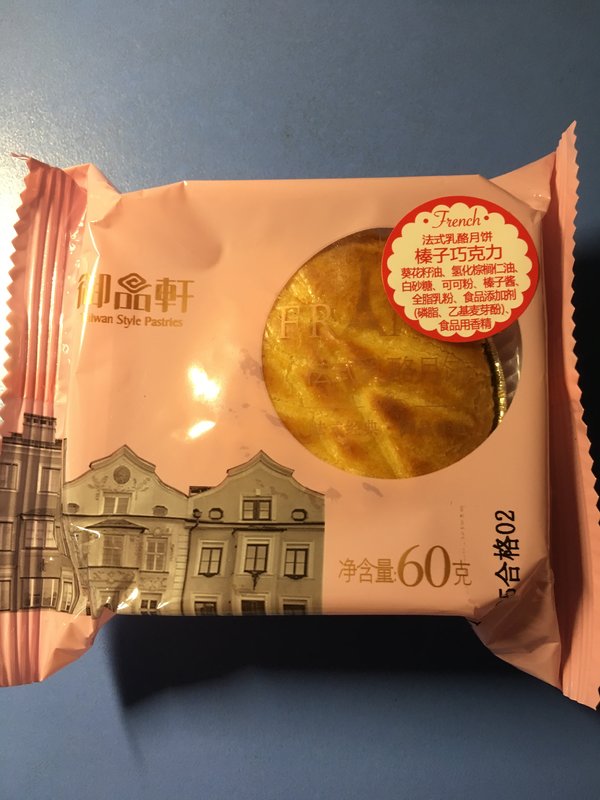 French
法式乳酪月饼
榛子巧克力
葵花籽油、氢化棕榈仁油、
白砂糖、可可粉、榛子酱、
全脂乳粉、食品添加剂
(磷脂、乙基麦芽酚)、
食品用香精
御品軒
Taiwan Style Pastries
净含量:60克
5合格02